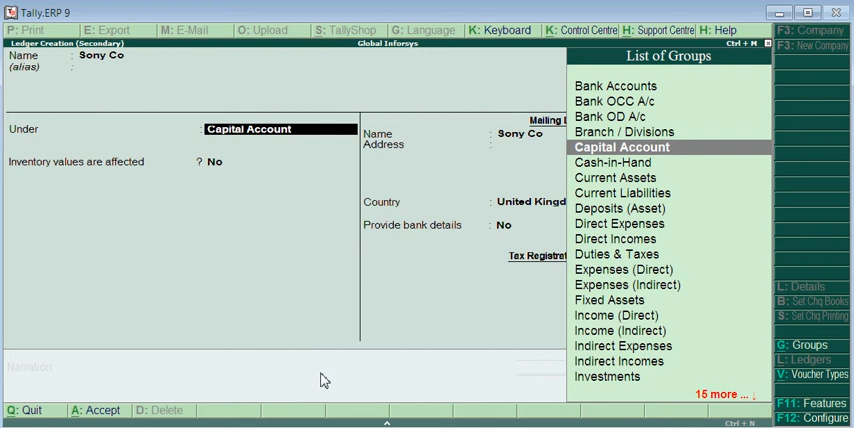 Tally.ERP 9
P: Print E: Export M: E-Mail O: Upload S: TallyShop G: Language K: Keyboard K: Control Centre H: Support Centre H: Help
F3: Company
F3: New Company
Ledger Creation (Secondary) Global Inforsys Ctrl + M
Name : Sony Co
(alias) :
List of Groups
Bank Accounts
Bank OCC A/c
Bank OD A/c
Branch / Divisions
Capital Account
Cash-in-Hand
Current Assets
Current Liabilities
Deposits (Asset)
Direct Expenses
Direct Incomes
Duties & Taxes
Expenses (Direct)
Expenses (Indirect)
Fixed Assets
Income (Direct)
Income (Indirect)
Indirect Expenses
Indirect Incomes
Investments
15 more ... ↓
Under : Capital Account
Inventory values are affected ? No
Mailing D
Name : Sony Co
Address :
Country : United Kingd
Provide bank details : No
Tax Registrat
Narration:
L: Details
B: Set Chq Books
S: Set Chq Printing
G: Groups
L: Ledgers
V: Voucher Types
F11: Features
F12: Configure
Q: Quit A: Accept D: Delete
Ctrl + N